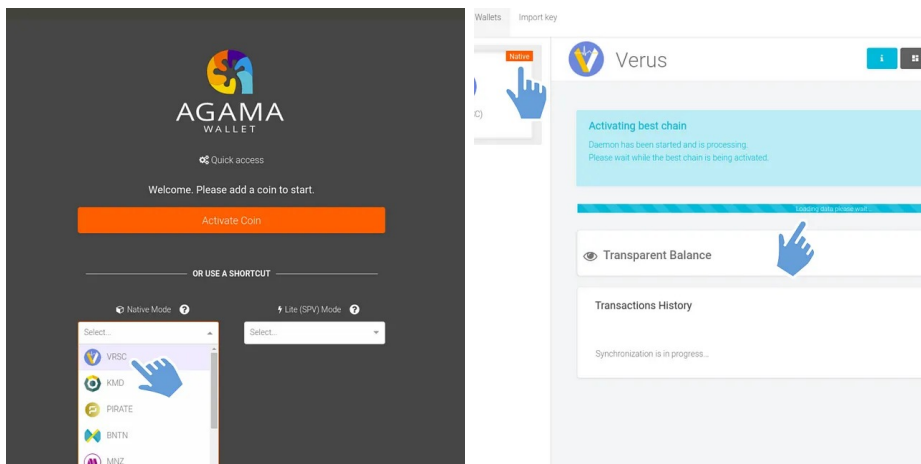 AGAMA
WALLET
Quick access
Welcome. Please add a coin to start.
Activate Coin
OR USE A SHORTCUT
Native Mode ?
Lite (SPV) Mode ?
Select...
Select...
VRSC
KMD
PIRATE
BNTN
MNZ
Wallets Import key
Native
Verus
i
Activating best chain
Daemon has been started and is processing.
Please wait while the best chain is being activated.
Loading data please wait...
Transparent Balance
Transactions History
Synchronization is in progress...